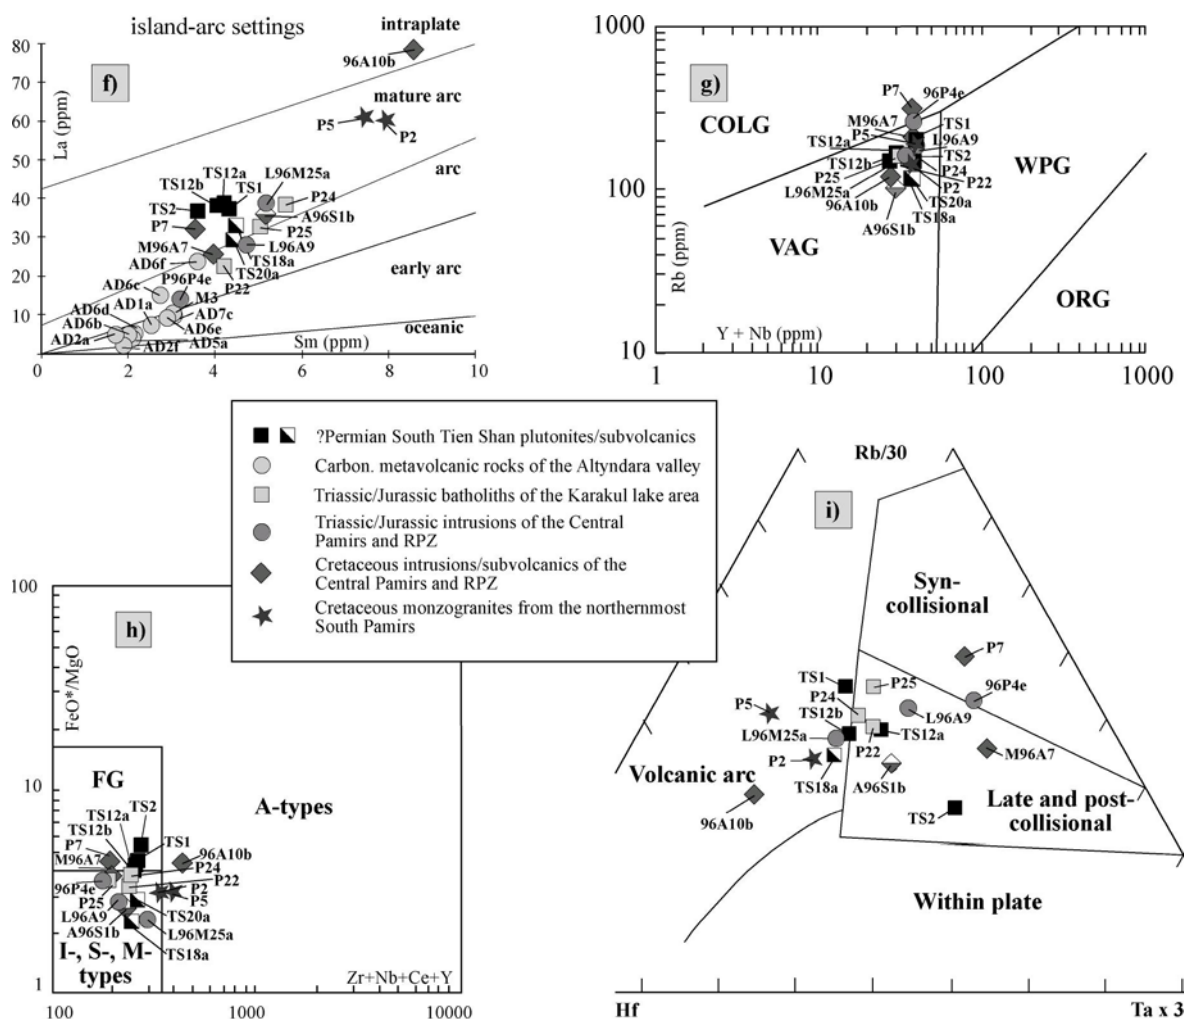 island-arc settings
f)
La (ppm)
80
70
60
50
40
30
20
10
0
0
2
4
6
8
10
Sm (ppm)
intraplate
96A10b
mature arc
P5
P2
arc
early arc
oceanic
TS12a
TS12b
TS1
L96M25a
TS2
P24
P7
A96S1b
P25
M96A7
L96A9
AD6f
TS18a
TS20a
P22
AD6c
P96P4e
M3
AD6d
AD1a
AD7c
AD6b
AD6e
AD2a
AD5a
AD2f
g)
Rb (ppm)
1000
100
10
1
10
100
1000
Y + Nb (ppm)
COLG
WPG
VAG
ORG
P7
96P4e
M96A7
P5
TS1
TS12a
L96A9
TS12b
TS2
P25
P24
L96M25a
P2
P22
96A10b
TS20a
TS18a
A96S1b
?Permian South Tien Shan plutonites/subvolcanics
Carbon. metavolcanic rocks of the Altyndara valley
Triassic/Jurassic batholiths of the Karakul lake area
Triassic/Jurassic intrusions of the Central
Pamirs and RPZ
Cretaceous intrusions/subvolcanics of the
Central Pamirs and RPZ
Cretaceous monzogranites from the northernmost
South Pamirs
h)
FeO*/MgO
100
10
1
100
1000
10000
Zr+Nb+Ce+Y
FG
A-types
I-, S-, M-
types
TS2
TS12a
TS12b
TS1
P7
96A10b
M96A7
P24
P22
96P4e
P2
P25
P5
L96A9
TS20a
A96S1b
L96M25a
TS18a
i)
Rb/30
Syn-
collisional
P7
TS1
P25
96P4e
P24
P5
TS12b
L96A9
L96M25a
TS12a
P22
M96A7
P2
TS18a
A96S1b
Volcanic arc
96A10b
TS2
Late and post-
collisional
Within plate
Hf
Ta x 3